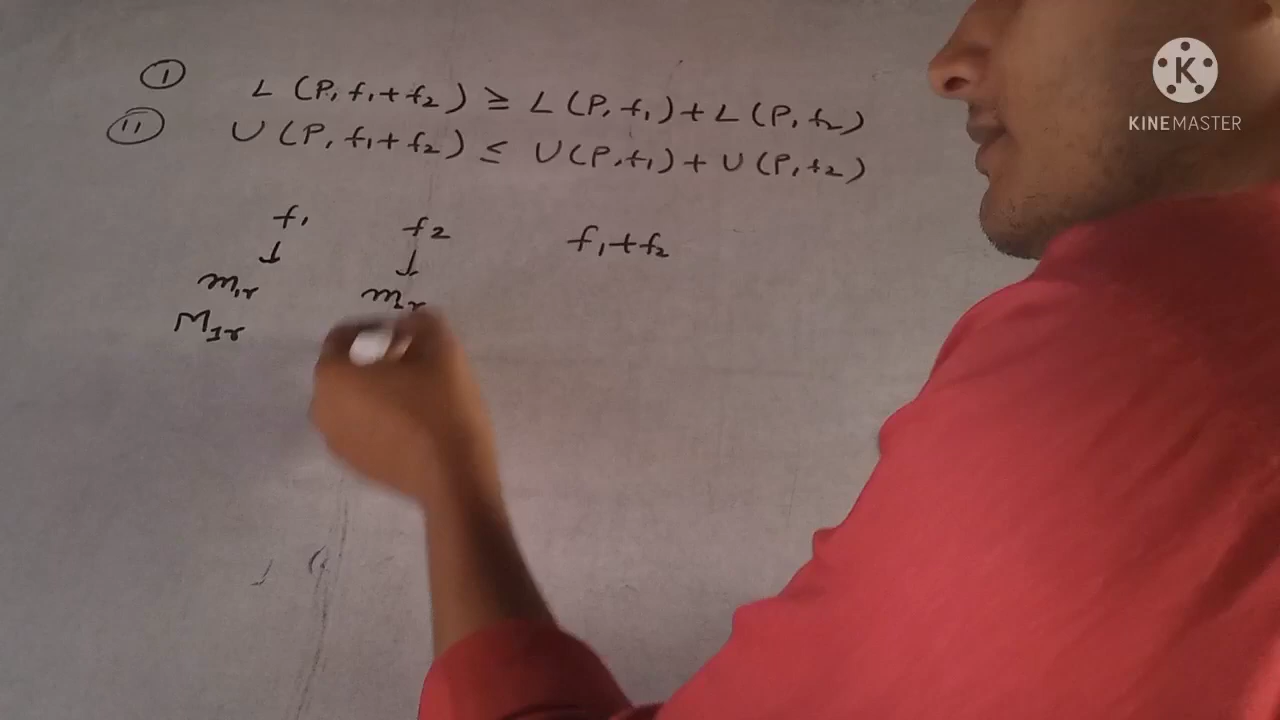 ① L (P, f₁+f₂) ≥ L (P, f₁) + L (P, f₂)
⑪ U (P, f₁+f₂) ≤ U (P, f₁) + U (P, f₂)
f₁ f₂ f₁+f₂
↓ ↓
m₁r m₂r
M₁r
K
KINEMASTER